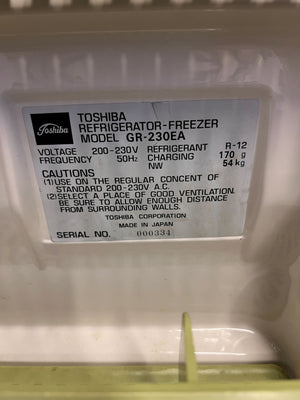 Toshiba
TOSHIBA
REFRIGERATOR-FREEZER
MODEL GR-230EA
VOLTAGE 200-230V REFRIGERANT R-12
FREQUENCY 50Hz CHARGING 170 g
NW 54kg
CAUTIONS
(1)USE ON THE REGULAR CONCENT OF
STANDARD 200-230V A.C.
(2)SELECT A PLACE OF GOOD VENTILATION.
BE SURE TO ALLOW ENOUGH DISTANCE
FROM SURROUNDING WALLS.
TOSHIBA CORPORATION
MADE IN JAPAN
SERIAL NO. 000334